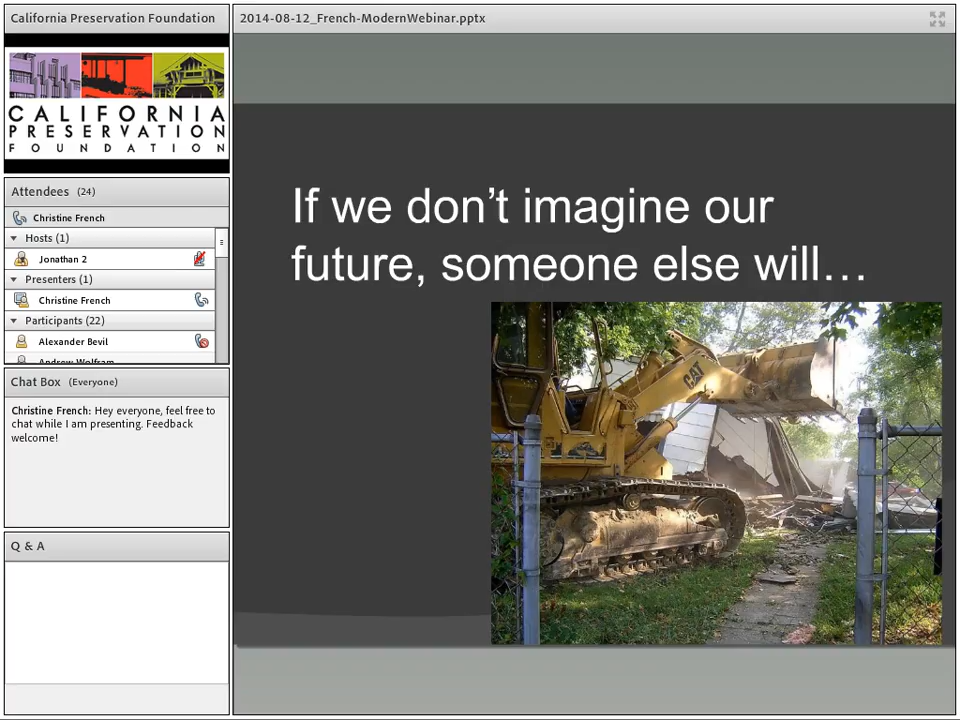 California Preservation Foundation
CALIFORNIA
PRESERVATION
FOUNDATION
Attendees (24)
Christine French
Hosts (1)
Jonathan 2
Presenters (1)
Christine French
Participants (22)
Alexander Bevil
Andrew Wolfram
Chat Box (Everyone)
Christine French: Hey everyone, feel free to
chat while I am presenting. Feedback
welcome!
Q & A
2014-08-12_French-ModernWebinar.pptx
If we don’t imagine our
future, someone else will…
CAT